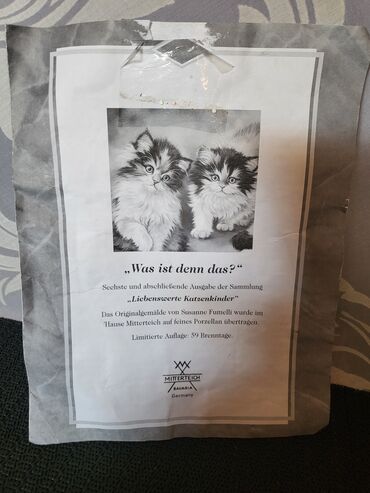 „Was ist denn das?“
Sechste und abschließende Ausgabe der Sammlung
„Liebenswerte Katzenkinder“
Das Originalgemälde von Susanne Fumelli wurde im
Hause Mitterteich auf feines Porzellan übertragen.
Limitierte Auflage: 59 Brenntage.
MITTERTEICH
BAVARIA
Germany